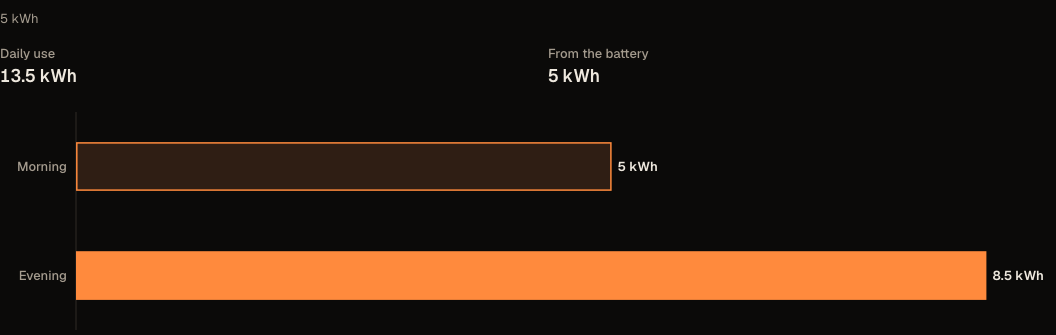 5 kWh
Daily use
13.5 kWh
From the battery
5 kWh
Morning
5 kWh
Evening
8.5 kWh